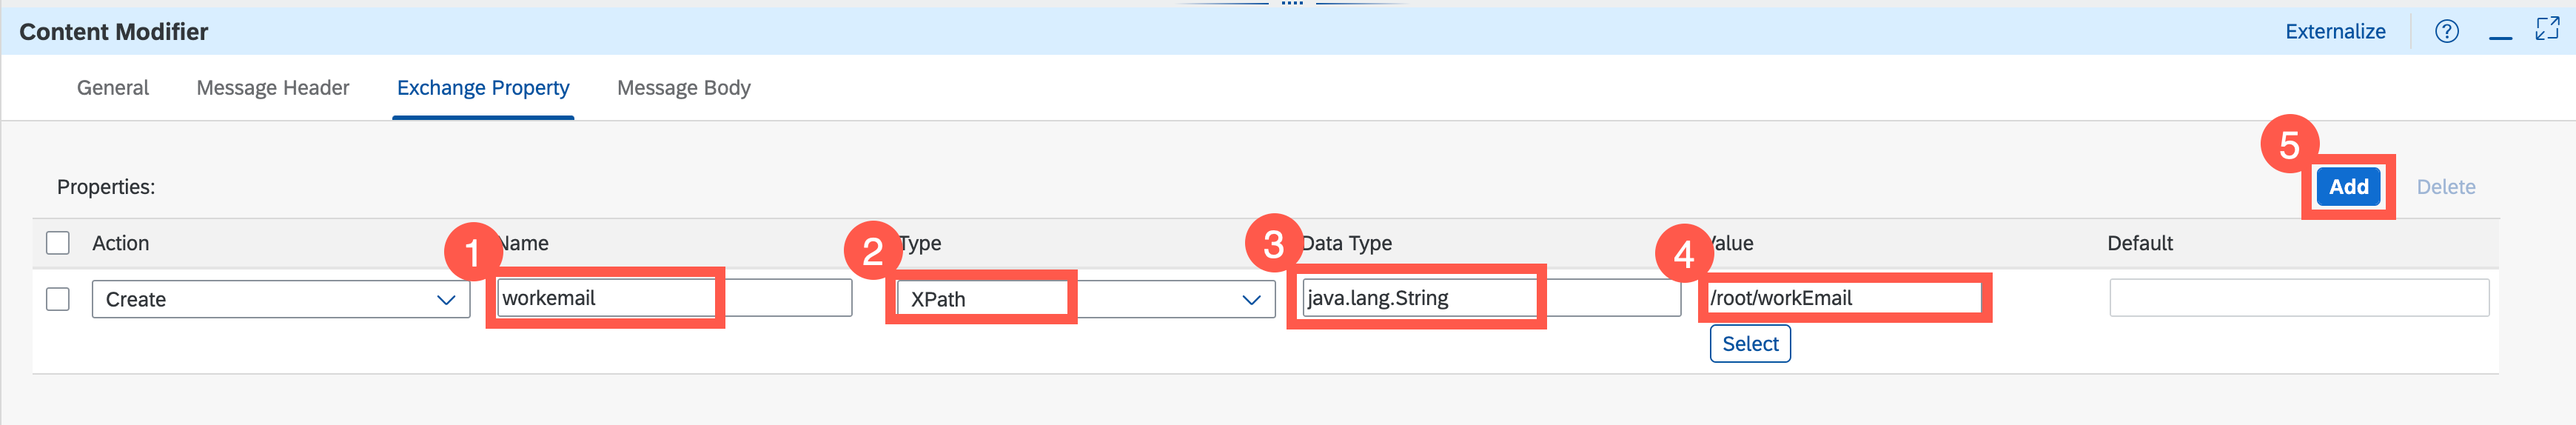 Content Modifier Externalize ?
General Message Header Exchange Property Message Body
5
Properties: Add Delete
Action 1 Name 2 Type 3 Data Type 4 Value Default
Create workemail XPath java.lang.String /root/workEmail
Select